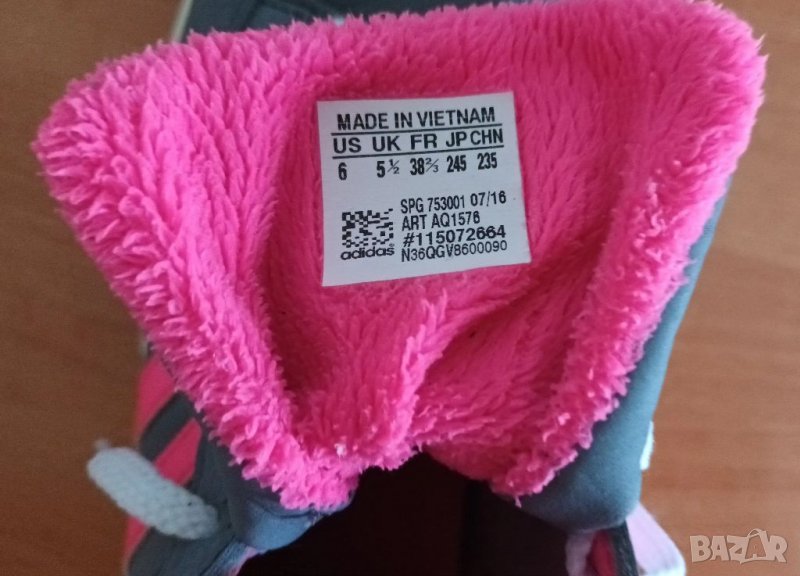 MADE IN VIETNAM
US UK FR JP CHN
6 5½ 38⅔ 245 235
SPG 753001 07/16
ART AQ1576
#115072664
adidas N36QGV8600090
BAZAR